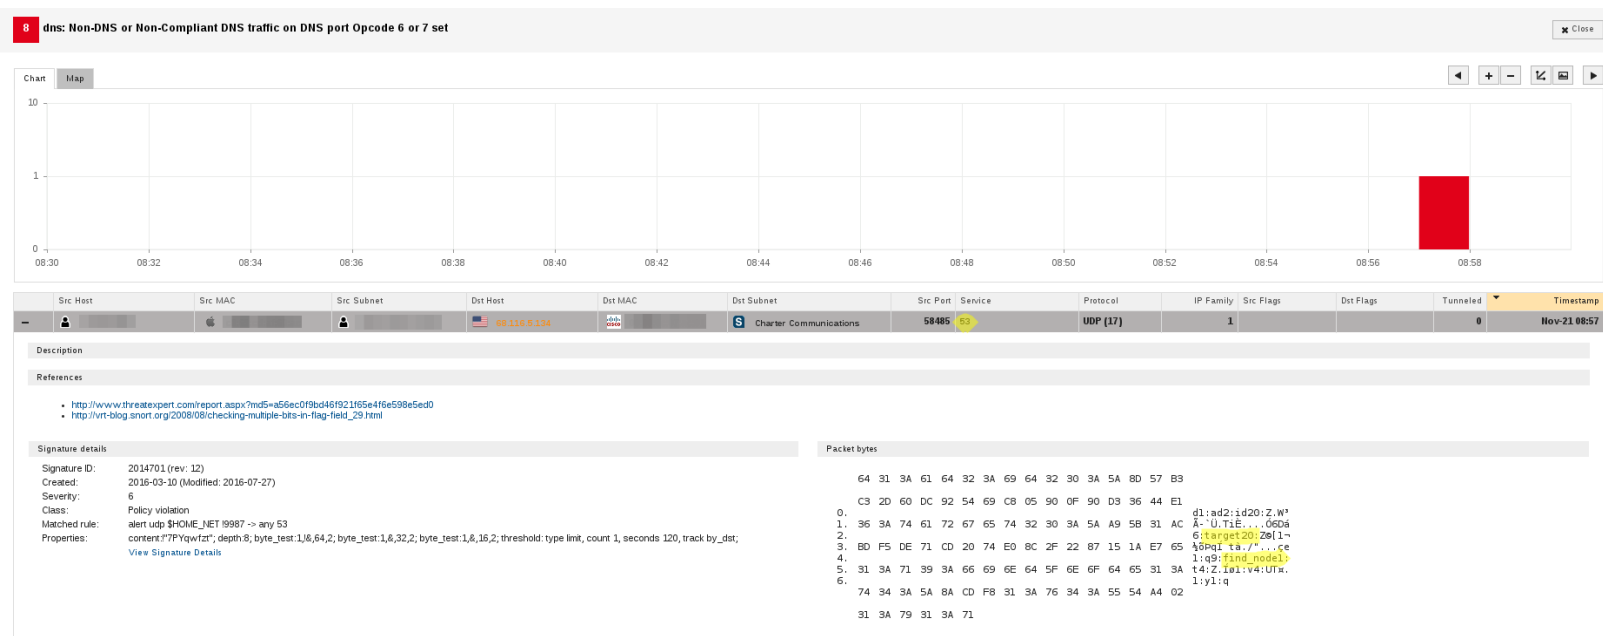 8 dns: Non-DNS or Non-Compliant DNS traffic on DNS port Opcode 6 or 7 set
Close
Chart Map
10
1
0
08:30 08:32 08:34 08:36 08:38 08:40 08:42 08:44 08:46 08:48 08:50 08:52 08:54 08:56 08:58
Src Host Src MAC Src Subnet Dst Host Dst MAC Dst Subnet Src Port Service Protocol IP Family Src Flags Dst Flags Tunneled Timestamp
CISCO S Charter Communications 58485 53 UDP (17) 1 0 Nov-21 08:57
Description
References
http://www.threatexpert.com/report.aspx?md5=a56ec0f9bd46f921f65e4f6e598e5ed0
http://vrt-blog.snort.org/2008/08/checking-multiple-bits-in-flag-field_29.html
Signature details
Signature ID: 2014701 (rev: 12)
Created: 2016-03-10 (Modified: 2016-07-27)
Severity: 6
Class: Policy violation
Matched rule: alert udp $HOME_NET !9987 -> any 53
Properties: content:!"7PYqwfzt"; depth:8; byte_test:1,!&,64,2; byte_test:1,&,32,2; byte_test:1,&,16,2; threshold: type limit, count 1, seconds 120, track by_dst;
View Signature Details
Packet bytes
0.
1.
2.
3.
4.
5.
6.
64 31 3A 61 64 32 3A 69 64 32 30 3A 5A 8D 57 B3
C3 2D 60 DC 92 54 69 C8 05 90 0F 90 D3 36 44 E1
36 3A 74 61 72 67 65 74 32 30 3A 5A A9 5B 31 AC
BD F5 DE 71 CD 20 74 E0 8C 2F 22 87 15 1A E7 65
31 3A 71 39 3A 66 69 6E 64 5F 6E 6F 64 65 31 3A
74 34 3A 5A 8A CD F8 31 3A 76 34 3A 55 54 A4 02
31 3A 79 31 3A 71
d1:ad2:id20:Z.W³
Ã-`Ü.TiÈ....Ó6Dá
6:target20:Z©[1¬
½õÞqÍ tà./"...çe
1:q9:find_node1:
t4:Z.Íø1:v4:UT¤.
1:y1:q